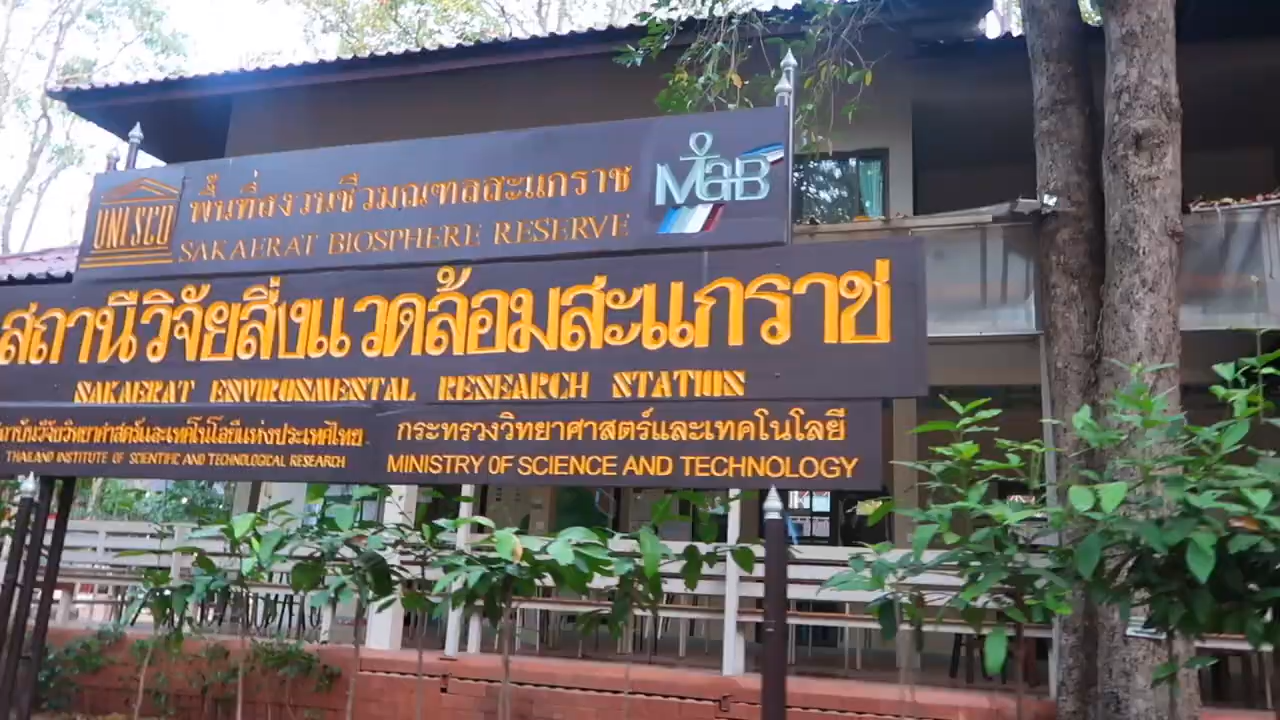 UNESCO
พื้นที่สงวนชีวมณฑลสะแกราช
SAKAERAT BIOSPHERE RESERVE
MaB
สถานีวิจัยสิ่งแวดล้อมสะแกราช
SAKAERAT ENVIRONMENTAL RESEARCH STATION
สถาบันวิจัยวิทยาศาสตร์และเทคโนโลยีแห่งประเทศไทย
THAILAND INSTITUTE OF SCIENTIFIC AND TECHNOLOGICAL RESEARCH
กระทรวงวิทยาศาสตร์และเทคโนโลยี
MINISTRY OF SCIENCE AND TECHNOLOGY